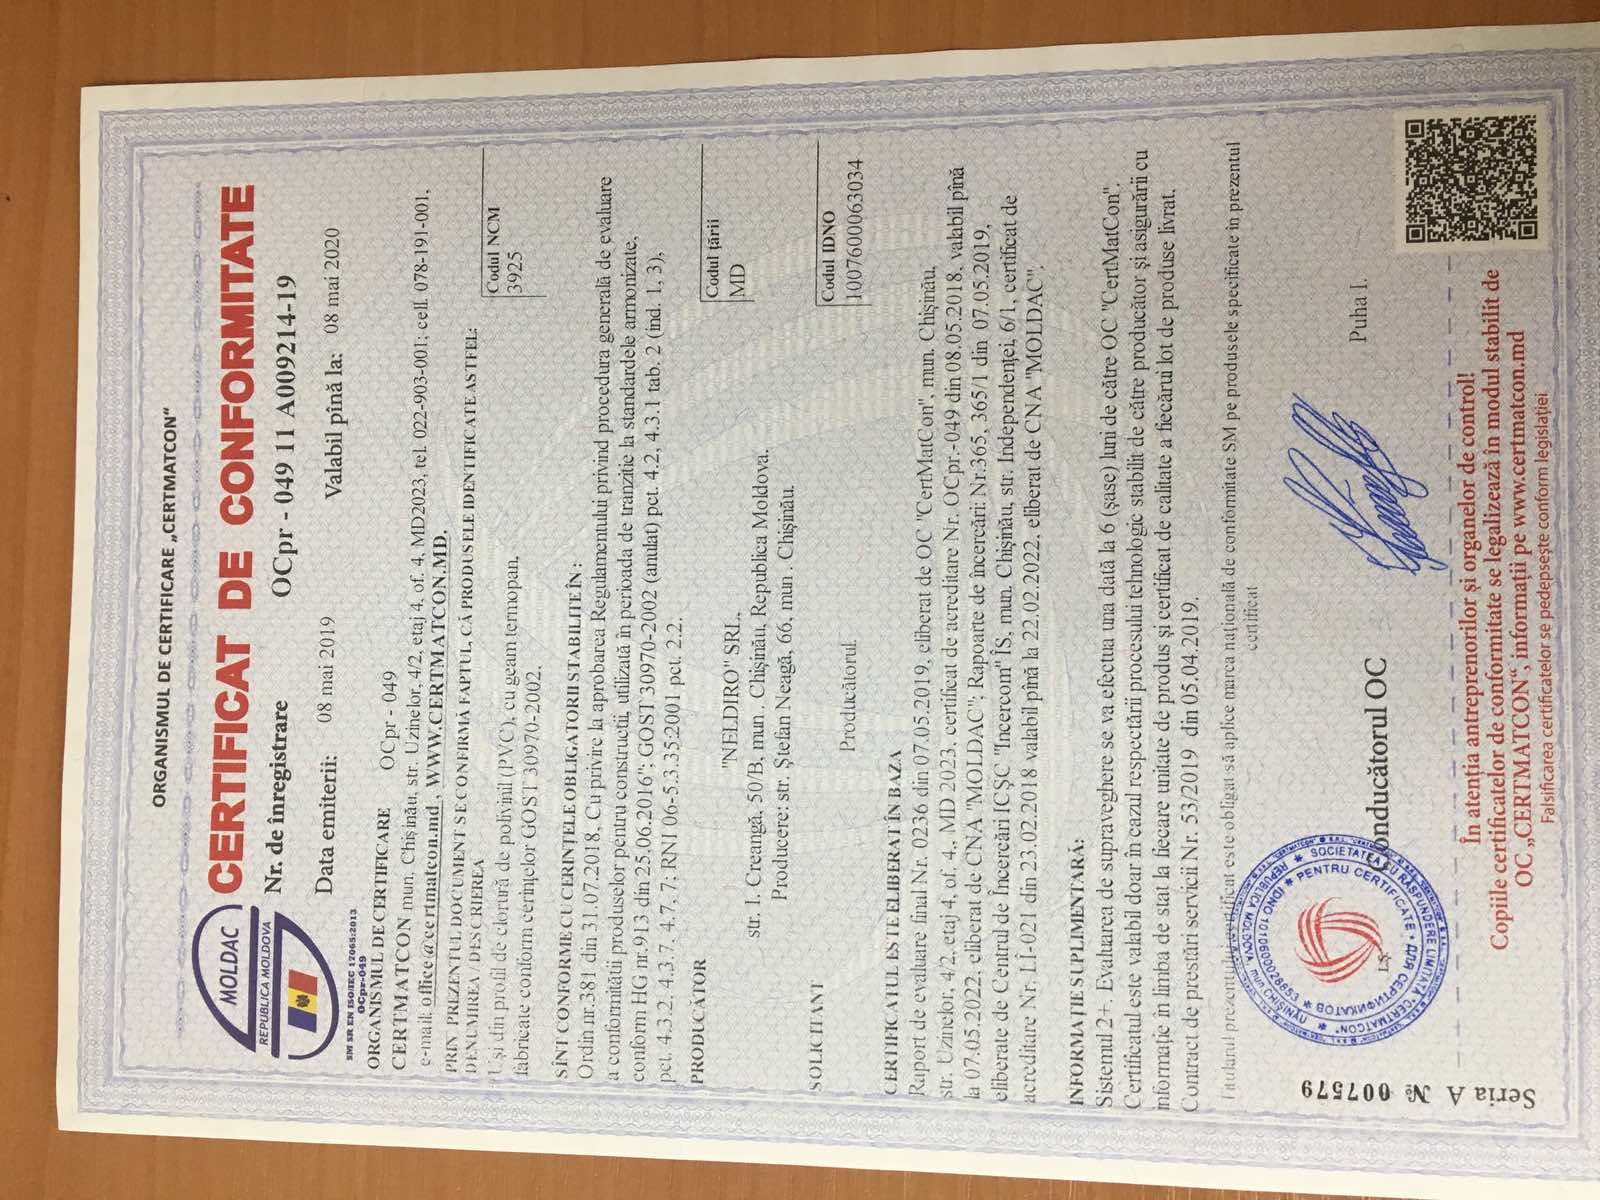 ORGANISMUL DE CERTIFICARE „CERTMATCON“
CERTIFICAT DE CONFORMITATE
MOLDAC
REPUBLICA MOLDOVA
SM SR EN ISO/IEC 17065:2013
OCpr-049
Nr. de înregistrare OCpr - 049 11 A009214-19
Data emiterii: 08 mai 2019 Valabil pînă la: 08 mai 2020
ORGANISMUL DE CERTIFICARE OCpr - 049
CERTMATCON mun. Chișinău, str. Uzinelor, 4/2, etaj 4, of. 4, MD2023, tel. 022-903-001; cell. 078-191-001,
e-mail: office@certmatcon.md , WWW.CERTMATCON.MD.
PRIN PREZENTUL DOCUMENT SE CONFIRMĂ FAPTUL, CĂ PRODUSELE IDENTIFICATE ASTFEL:
DENUMIREA / DESCRIEREA
Codul NCM
3925
Uși din profil de clorură de polivinil (PVC), cu geam termopan,
fabricate conform cerințelor GOST 30970-2002.
SÎNT CONFORME CU CERINȚELE OBLIGATORII STABILITE ÎN :
Ordin nr.381 din 31.07.2018, Cu privire la aprobarea Regulamentului privind procedura generală de evaluare
a conformității produselor pentru construcții, utilizată în perioada de tranziție la standardele armonizate,
conform HG nr.913 din 25.06.2016"; GOST 30970-2002 (anulat) pct. 4.2, 4.3.1 tab. 2 (ind. 1, 3),
pct. 4.3.2, 4.3.7, 4.7, 7; RNI 06-5.3.35:2001 pct. 2.2.
PRODUCĂTOR
Codul țării
MD
"NELDIRO" SRL,
str. I. Creangă, 50/B, mun . Chișinău, Republica Moldova.
Producere: str. Ștefan Neagă, 66, mun . Chișinău.
SOLICITANT
Codul IDNO
1007600063034
Producătorul
CERTIFICATUL ESTE ELIBERAT ÎN BAZA
Raport de evaluare final Nr. 0236 din 07.05.2019, eliberat de OC "CertMatCon", mun. Chișinău,
str. Uzinelor, 4/2, etaj 4, of. 4,, MD 2023, certificat de acreditare Nr. OCpr.-049 din 08.05.2018, valabil pînă
la 07.05.2022, eliberat de CNA "MOLDAC"; Rapoarte de încercări: Nr.365, 365/1 din 07.05.2019,
eliberate de Centrul de Încercări ICȘC "Incercom" ÎS, mun. Chișinău, str. Independenței, 6/1, certificat de
acreditare Nr. LÎ-021 din 23.02.2018 valabil pînă la 22.02.2022, eliberat de CNA "MOLDAC".
INFORMAȚIE SUPLIMENTARĂ:
Sistemul 2+. Evaluarea de supraveghere se va efectua una dată la 6 (șase) luni de către OC "CertMatCon".
Certificatul este valabil doar în cazul respectării procesului tehnologic stabilit de către producător și asigurării cu
informație în limba de stat la fiecare unitate de produs și certificat de calitate a fiecărui lot de produse livrat.
Contract de prestări servicii Nr. 53/2019 din 05.04.2019.
Titularul prezentului certificat este obligat să aplice marca națională de conformitate SM pe produsele specificate în prezentul
certificat
Conducătorul OC Puha I.
L.Ș.
SOCIETATEA CU RĂSPUNDERE LIMITATĂ "CERTMATCON"
REPUBLICA MOLDOVA, mun CHIȘINĂU
IDNO 1010600028653
PENTRU CERTIFICATE
ДЛЯ СЕРТИФИКАТОВ
În atenția antreprenorilor și organelor de control!
Copiile certificatelor de conformitate se legalizează în modul stabilit de
OC „CERTMATCON“, informații pe www.certmatcon.md
Falsificarea certificatelor se pedepsește conform legislației
Seria A № 007579